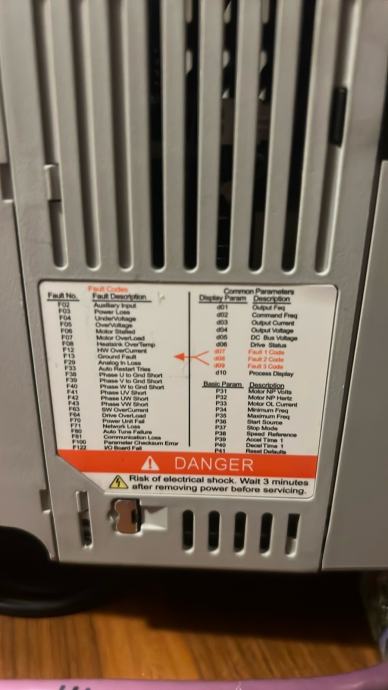 Fault Codes
Fault No. Fault Description
F02 Auxiliary Input
F03 Power Loss
F04 UnderVoltage
F05 OverVoltage
F06 Motor Stalled
F07 Motor OverLoad
F08 Heatsink OverTemp
F12 HW OverCurrent
F13 Ground Fault
F29 Analog In Loss
F33 Auto Restart Tries
F38 Phase U to Gnd Short
F39 Phase V to Gnd Short
F40 Phase W to Gnd Short
F41 Phase UV Short
F42 Phase UW Short
F43 Phase VW Short
F63 SW OverCurrent
F64 Drive OverLoad
F70 Power Unit Fail
F71 Network Loss
F80 Auto Tune Failure
F81 Communication Loss
F100 Parameter Checksum Error
F122 I/O Board Fail
Common Parameters
Display Param Description
d01 Output Freq
d02 Command Freq
d03 Output Current
d04 Output Voltage
d05 DC Bus Voltage
d06 Drive Status
d07 Fault 1 Code
d08 Fault 2 Code
d09 Fault 3 Code
d10 Process Display
Basic Param Description
P31 Motor NP Volts
P32 Motor NP Hertz
P33 Motor OL Current
P34 Minimum Freq
P35 Maximum Freq
P36 Start Source
P37 Stop Mode
P38 Speed Reference
P39 Accel Time 1
P40 Decel Time 1
P41 Reset Defaults
DANGER
Risk of electrical shock. Wait 3 minutes
after removing power before servicing.